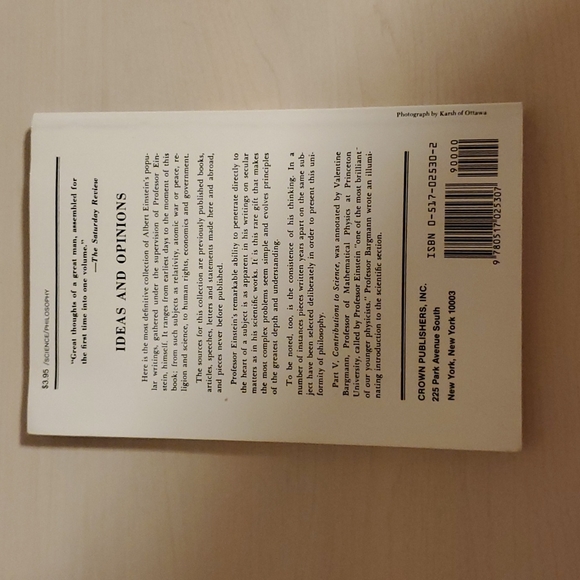 $3.95 /SCIENCE/PHILOSOPHY
"Great thoughts of a great man, assembled for
the first time into one volume."
—The Saturday Review
IDEAS AND OPINIONS
Here is the most definitive collection of Albert Einstein's popu-
lar writings, gathered under the supervision of Professor Ein-
stein, himself. It ranges from earliest days to the moment of this
book; from such subjects as relativity, atomic war or peace, re-
ligion and science, to human rights, economics and government.
The sources for this collection are previously published books,
articles, speeches, letters and statements made here and abroad,
and pieces never before published.
Professor Einstein's remarkable ability to penetrate directly to
the heart of a subject is as apparent in his writings on secular
matters as in his scientific works. It is this rare gift that makes
the most complex problems seem simple and evolves principles
of the greatest depth and understanding.
To be noted, too, is the consistence of his thinking. In a
number of instances pieces written years apart on the same sub-
ject have been selected deliberately in order to present this uni-
formity of philosophy.
Part V, Contributions to Science, was annotated by Valentine
Bargmann, Professor of Mathematical Physics at Princeton
University, called by Professor Einstein "one of the most brilliant
of our younger physicists." Professor Bargmann wrote an illumi-
nating introduction to the scientific section.
Photograph by Karsh of Ottawa
CROWN PUBLISHERS, INC.
225 Park Avenue South
New York, New York 10003
ISBN 0-517-02530-2
90000
9 780517 025307